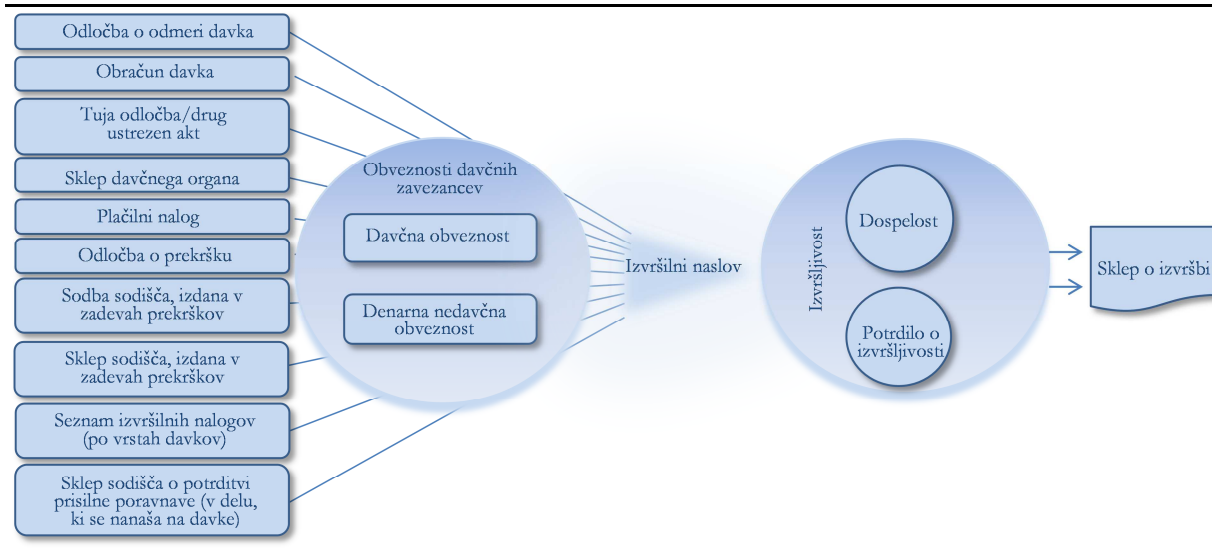 Odločba o odmeri davka
Obračun davka
Tuja odločba/drug
ustrezen akt
Sklep davčnega organa
Plačilni nalog
Odločba o prekršku
Sodba sodišča, izdana v
zadevah prekrškov
Sklep sodišča, izdana v
zadevah prekrškov
Seznam izvršilnih nalogov
(po vrstah davkov)
Sklep sodišča o potrditvi
prisilne poravnave (v delu,
ki se nanaša na davke)
Obveznosti davčnih
zavezancev
Davčna obveznost
Denarna nedavčna
obveznost
Izvršilni naslov
Izvršljivost
Dospelost
Potrdilo o
izvršljivosti
Sklep o izvršbi